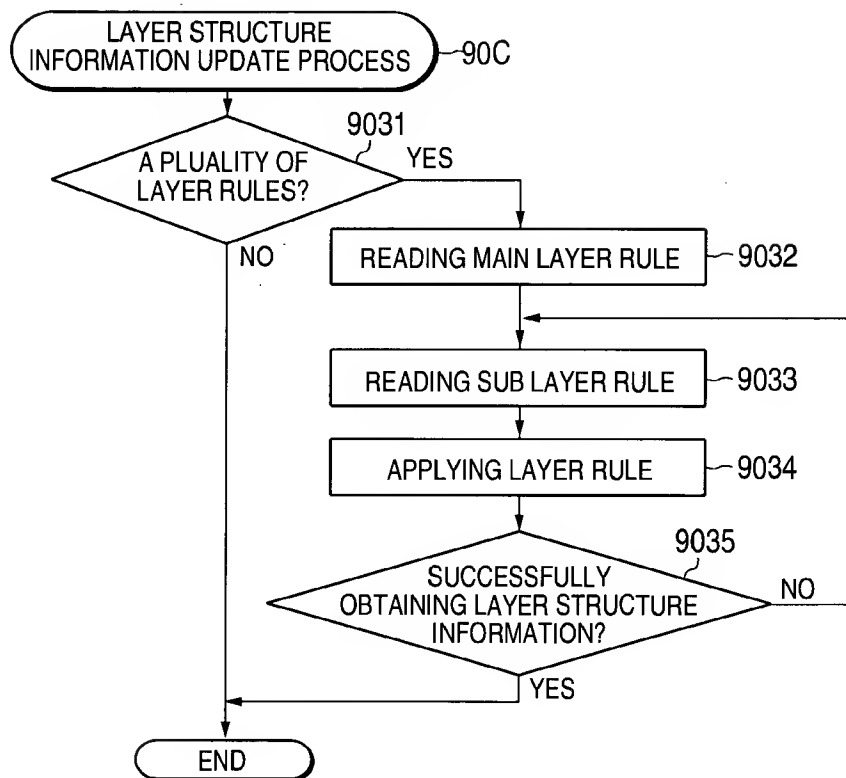 LAYER STRUCTURE
INFORMATION UPDATE PROCESS
90C
9031
A PLUALITY OF
LAYER RULES?
YES
NO
READING MAIN LAYER RULE
9032
READING SUB LAYER RULE
9033
APPLYING LAYER RULE
9034
9035
SUCCESSFULLY
OBTAINING LAYER STRUCTURE
INFORMATION?
NO
YES
END